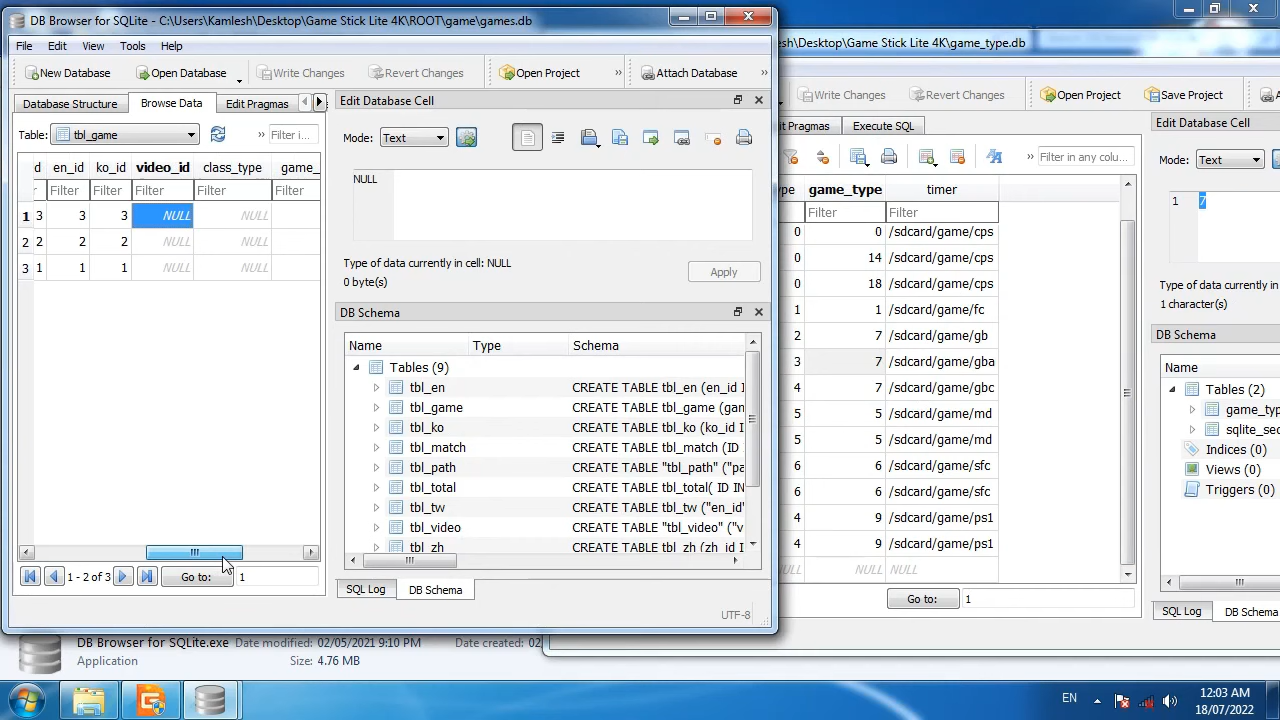 DB Browser for SQLite - C:\Users\Kamlesh\Desktop\Game Stick Lite 4K\ROOT\game\games.db
File Edit View Tools Help
New Database Open Database Write Changes Revert Changes Open Project » Attach Database »
Database Structure Browse Data Edit Pragmas
Table: tbl_game » Filter i...
d en_id ko_id video_id class_type game_
Filter Filter Filter Filter
1 3 3 3 NULL NULL
2 2 2 2 NULL NULL
3 1 1 1 NULL NULL
1 - 2 of 3 Go to: 1
Edit Database Cell
Mode: Text
NULL
Type of data currently in cell: NULL
0 byte(s)
Apply
DB Schema
Name Type Schema
Tables (9)
tbl_en CREATE TABLE tbl_en (en_id I
tbl_game CREATE TABLE tbl_game (gan
tbl_ko CREATE TABLE tbl_ko (ko_id I
tbl_match CREATE TABLE tbl_match (ID
tbl_path CREATE TABLE "tbl_path" ("pa
tbl_total CREATE TABLE tbl_total( ID IN
tbl_tw CREATE TABLE tbl_tw ("en_id"
tbl_video CREATE TABLE "tbl_video" ("v
tbl_zh CREATE TABLE tbl_zh (zh_id I
SQL Log DB Schema
UTF-8
sh\Desktop\Game Stick Lite 4K\game_type.db
Write Changes Revert Changes Open Project Save Project
it Pragmas Execute SQL
» Filter in any colu...
ype game_type timer
Filter Filter
0 0 /sdcard/game/cps
0 14 /sdcard/game/cps
0 18 /sdcard/game/cps
1 1 /sdcard/game/fc
2 7 /sdcard/game/gb
3 7 /sdcard/game/gba
4 7 /sdcard/game/gbc
5 5 /sdcard/game/md
5 5 /sdcard/game/md
6 6 /sdcard/game/sfc
6 6 /sdcard/game/sfc
4 9 /sdcard/game/ps1
4 9 /sdcard/game/ps1
NULL NULL NULL
Go to: 1
Edit Database Cell
Mode: Text
1 7
Type of data currently in
1 character(s)
DB Schema
Name
Tables (2)
game_typ
sqlite_sec
Indices (0)
Views (0)
Triggers (0)
SQL Log DB Schema
DB Browser for SQLite.exe Date modified: 02/05/2021 9:10 PM Date created: 02
Application Size: 4.76 MB
EN 12:03 AM
18/07/2022